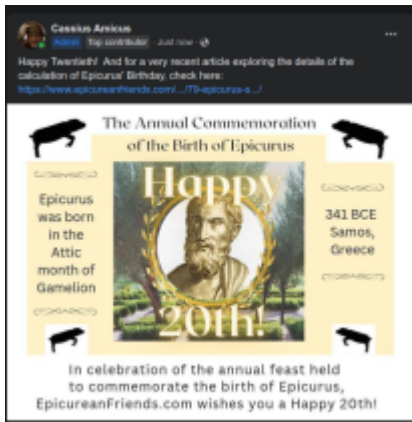 Cassius Amicus
Admin Top contributor · Just now ·
Happy Twentieth! And for a very recent article exploring the details of the
calculation of Epicurus' Birthday, check here:
https://www.epicureanfriends.com/.../79-epicurus-s.../
The Annual Commemoration
of the Birth of Epicurus
Happy
20th!
Epicurus
was born
in the
Attic
month of
Gamelion
341 BCE
Samos,
Greece
In celebration of the annual feast held
to commemorate the birth of Epicurus,
EpicureanFriends.com wishes you a Happy 20th!